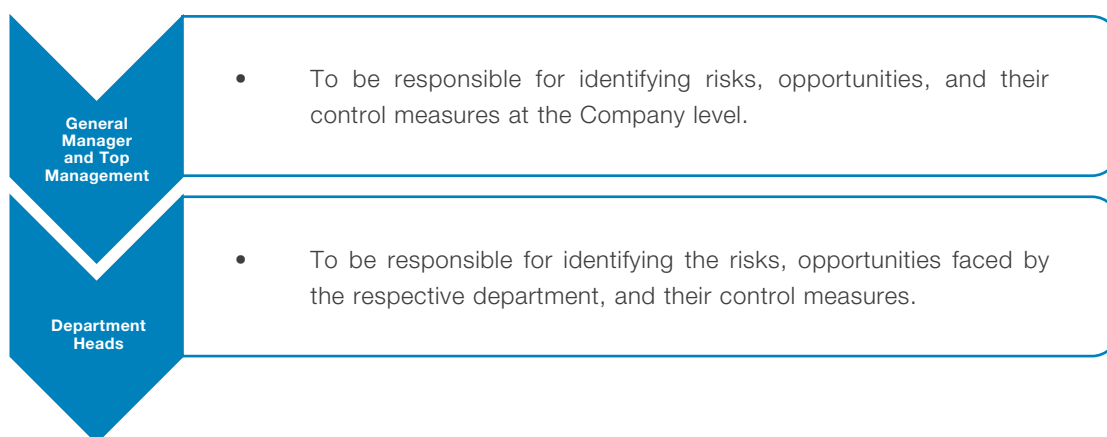 General
Manager
and Top
Management
• To be responsible for identifying risks, opportunities, and their
control measures at the Company level.
Department
Heads
• To be responsible for identifying the risks, opportunities faced by
the respective department, and their control measures.